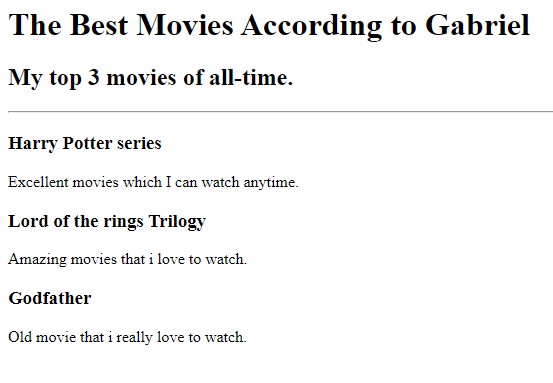 The Best Movies According to Gabriel
My top 3 movies of all-time.
Harry Potter series
Excellent movies which I can watch anytime.
Lord of the rings Trilogy
Amazing movies that i love to watch.
Godfather
Old movie that i really love to watch.